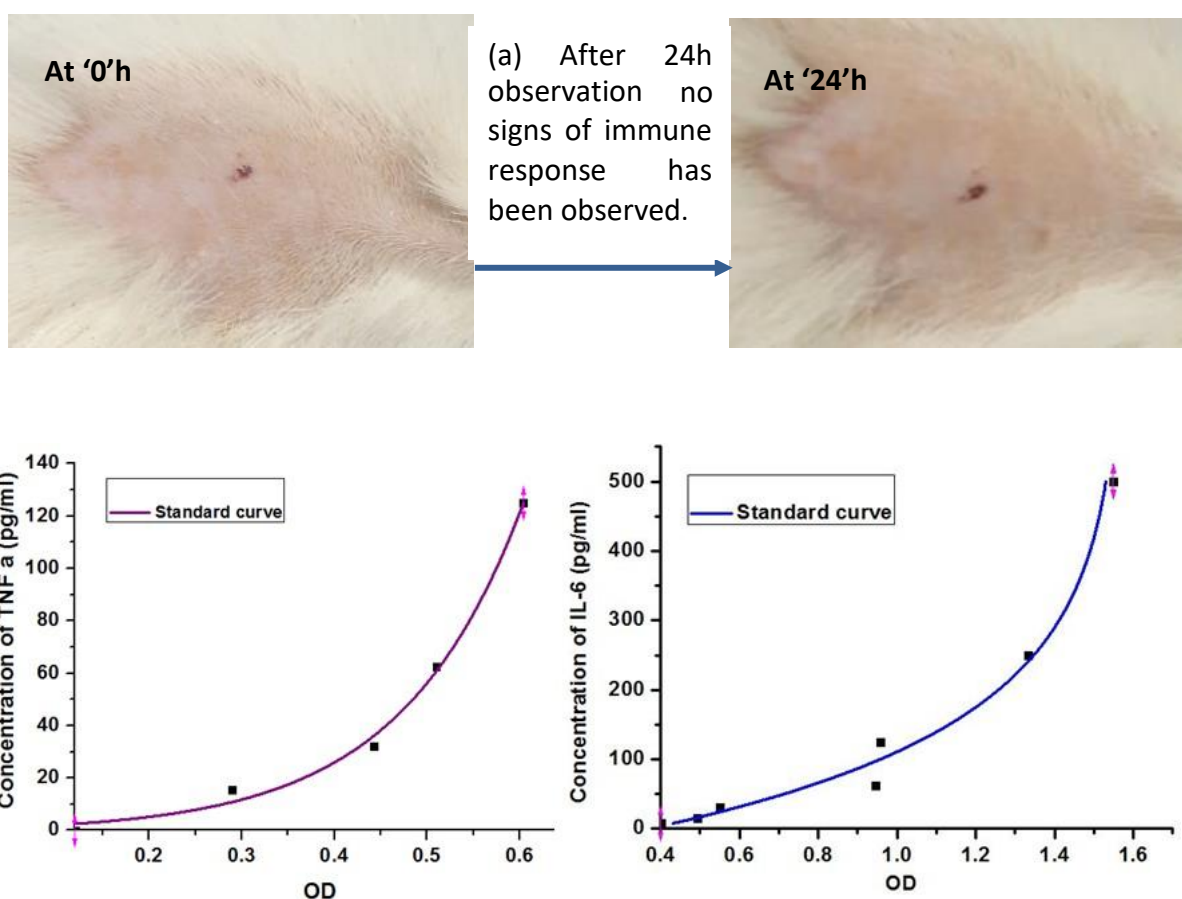 At ‘0’h
(a) After 24h
observation no
signs of immune
response has
been observed.
At ‘24’h
140
120
100
80
60
40
20
0
Concentration of TNF a (pg/ml)
Standard curve
0.2 0.3 0.4 0.5 0.6
OD
500
400
300
200
100
0
Concentration of IL-6 (pg/ml)
Standard curve
0.4 0.6 0.8 1.0 1.2 1.4 1.6
OD